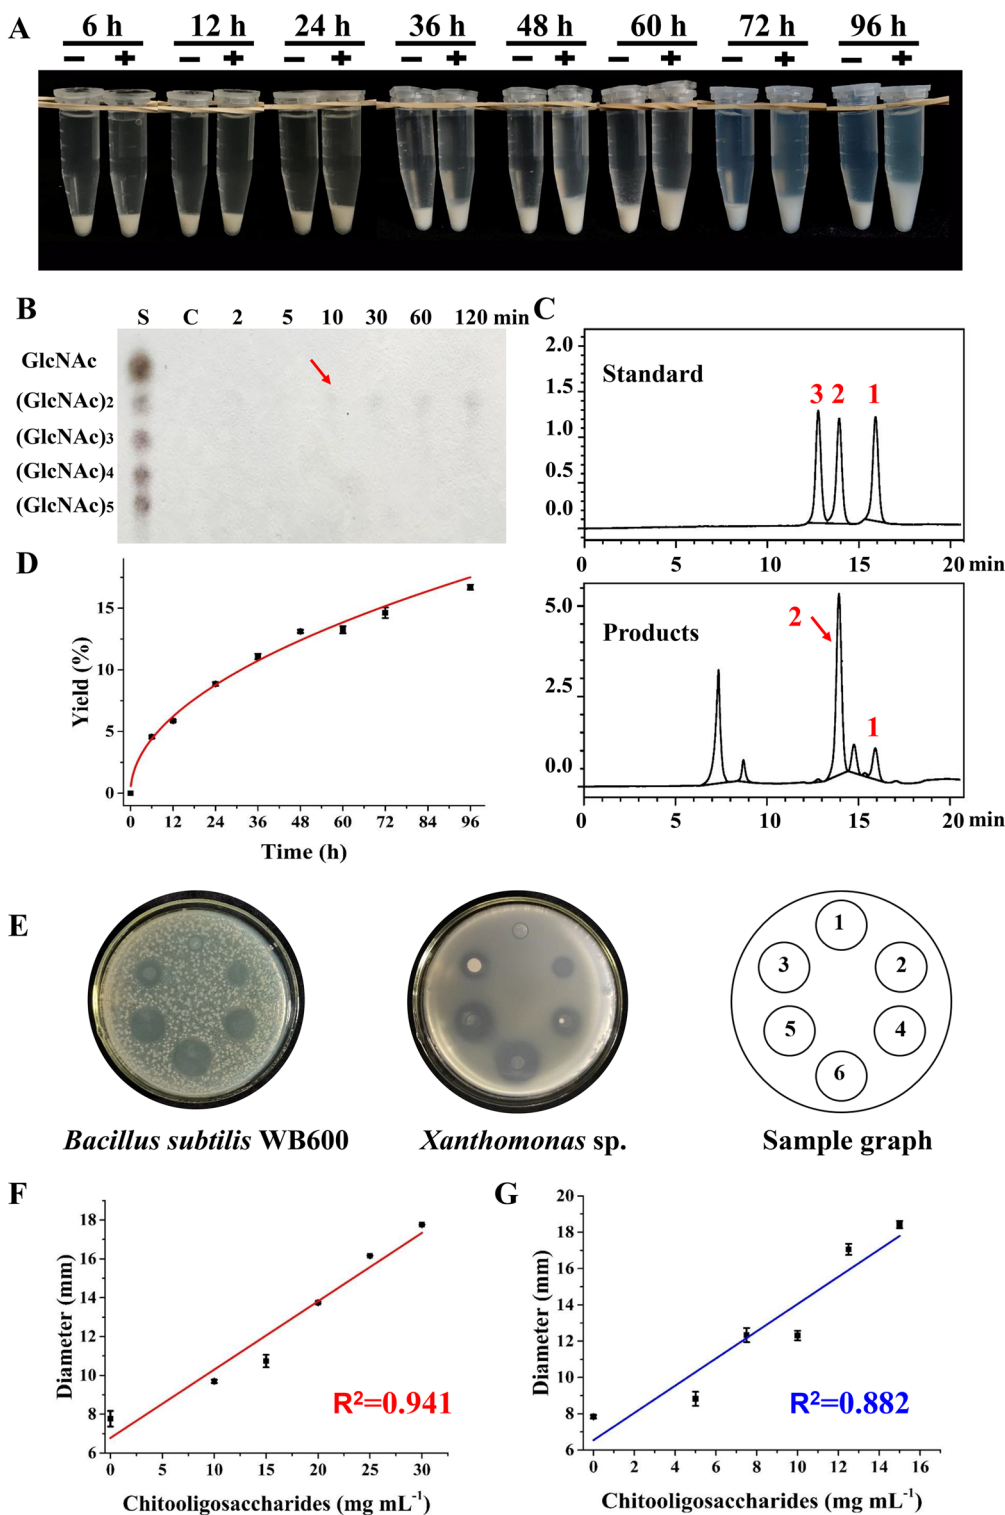 A
6 h 12 h 24 h 36 h 48 h 60 h 72 h 96 h
− + − + − + − + − + − + − + − +
B
S C 2 5 10 30 60 120 min
GlcNAc
(GlcNAc)2
(GlcNAc)3
(GlcNAc)4
(GlcNAc)5
C
2.0
1.5
1.0
0.5
0.0
Standard
3 2 1
0 5 10 15 20 min
5.0
2.5
0.0
Products
2
1
0 5 10 15 20 min
D
Yield (%)
15
10
5
0
0 12 24 36 48 60 72 84 96
Time (h)
E
1
3 2
5 4
6
Bacillus subtilis WB600
Xanthomonas sp.
Sample graph
F
Diameter (mm)
18
16
14
12
10
8
6
R²=0.941
0 5 10 15 20 25 30
Chitooligosaccharides (mg mL⁻¹)
G
Diameter (mm)
20
18
16
14
12
10
8
6
R²=0.882
0 2 4 6 8 10 12 14 16
Chitooligosaccharides (mg mL⁻¹)